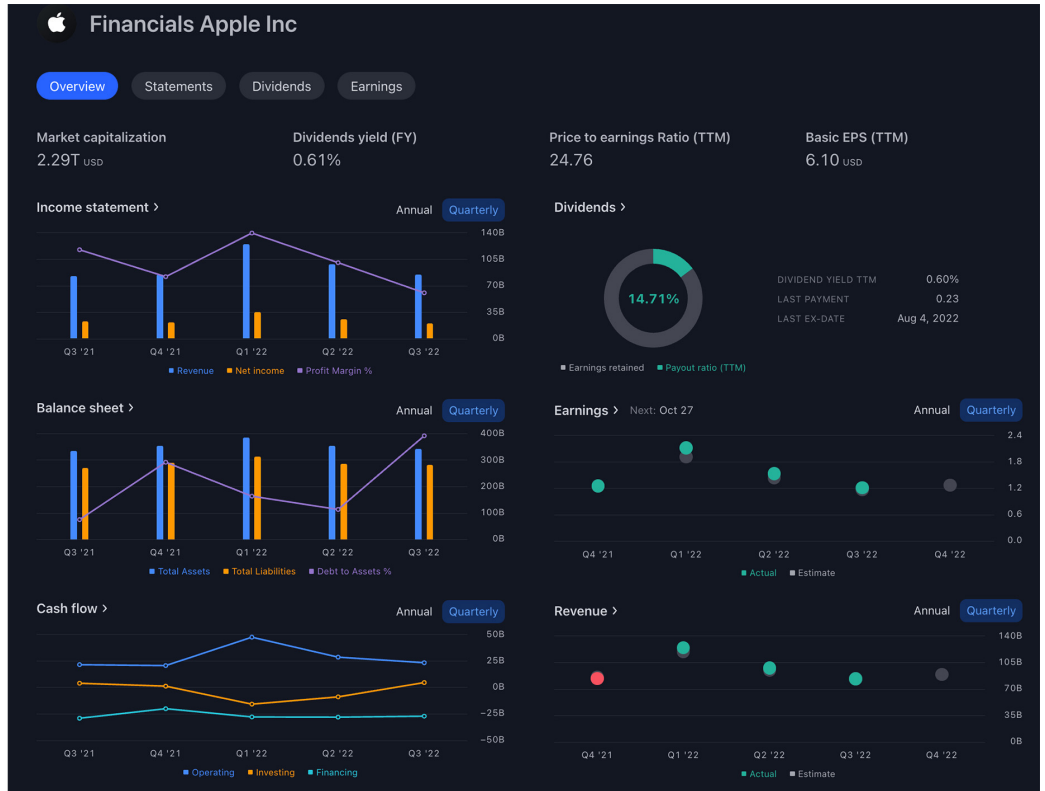 Financials Apple Inc
Overview Statements Dividends Earnings
Market capitalization
2.29T USD
Dividends yield (FY)
0.61%
Price to earnings Ratio (TTM)
24.76
Basic EPS (TTM)
6.10 USD
Income statement >
Annual Quarterly
140B
105B
70B
35B
0B
Q3 '21 Q4 '21 Q1 '22 Q2 '22 Q3 '22
Revenue Net income Profit Margin %
Dividends >
14.71%
DIVIDEND YIELD TTM 0.60%
LAST PAYMENT 0.23
LAST EX-DATE Aug 4, 2022
Earnings retained Payout ratio (TTM)
Balance sheet >
Annual Quarterly
400B
300B
200B
100B
0B
Q3 '21 Q4 '21 Q1 '22 Q2 '22 Q3 '22
Total Assets Total Liabilities Debt to Assets %
Earnings > Next: Oct 27
Annual Quarterly
2.4
1.8
1.2
0.6
0.0
Q4 '21 Q1 '22 Q2 '22 Q3 '22 Q4 '22
Actual Estimate
Cash flow >
Annual Quarterly
50B
25B
0B
−25B
−50B
Q3 '21 Q4 '21 Q1 '22 Q2 '22 Q3 '22
Operating Investing Financing
Revenue >
Annual Quarterly
140B
105B
70B
35B
0B
Q4 '21 Q1 '22 Q2 '22 Q3 '22 Q4 '22
Actual Estimate